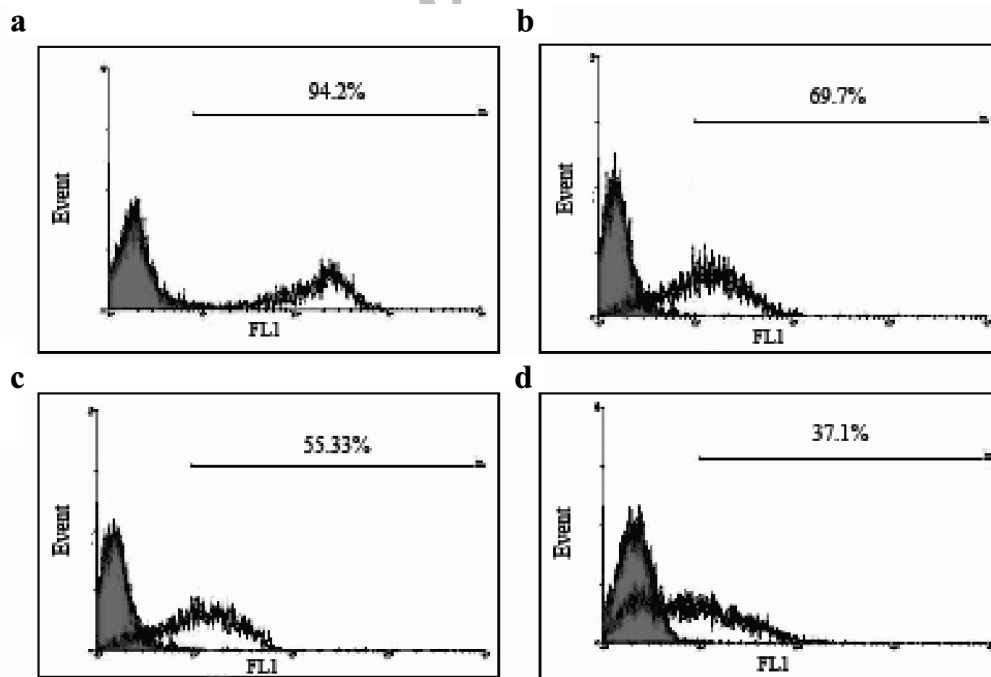 a
94.2%
Event
FL1
b
69.7%
Event
FL1
c
55.33%
Event
FL1
d
37.1%
Event
FL1